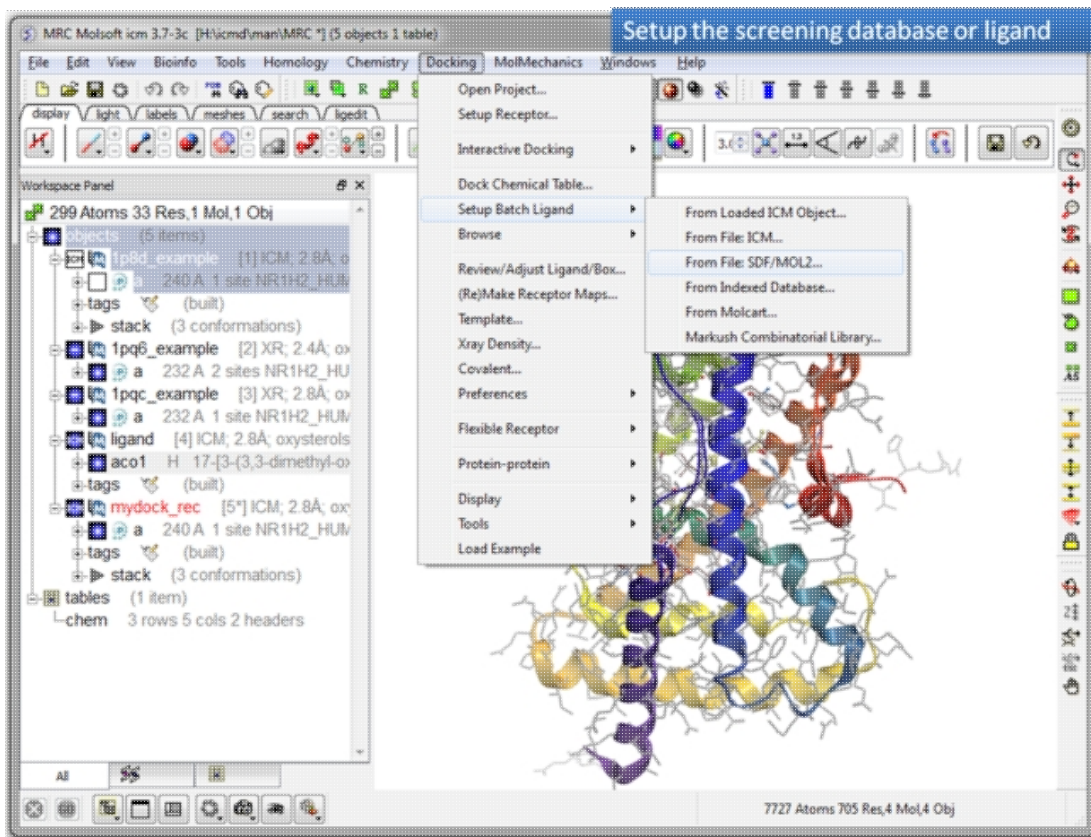 Setup the screening database or ligand
MRC Molsoft icm 3.7-3c [H:\icmd\man\MRC *] (5 objects 1 table)
File Edit View Bioinfo Tools Homology Chemistry Docking MolMechanics Windows Help
display light labels meshes search ligedit
Workspace Panel
299 Atoms 33 Res,1 Mol,1 Obj
objects (5 items)
1p8d_example [1] ICM; 2.8Å; o
a 240 A 1 site NR1H2_HUM
tags (built)
stack (3 conformations)
1pq6_example [2] XR; 2.4Å; ox
a 232 A 2 sites NR1H2_HU
1pqc_example [3] XR; 2.8Å; ox
a 232 A 1 site NR1H2_HUM
ligand [4] ICM; 2.8Å; oxysterols
aco1 H 17-[3-(3,3-dimethyl-ox
tags (built)
mydock_rec [5*] ICM; 2.8Å; ox
a 240 A 1 site NR1H2_HUM
tags (built)
stack (3 conformations)
tables (1 item)
chem 3 rows 5 cols 2 headers
All
Open Project...
Setup Receptor...
Interactive Docking
Dock Chemical Table...
Setup Batch Ligand
Browse
Review/Adjust Ligand/Box...
(Re)Make Receptor Maps...
Template...
Xray Density...
Covalent...
Preferences
Flexible Receptor
Protein-protein
Display
Tools
Load Example
From Loaded ICM Object...
From File: ICM...
From File: SDF/MOL2...
From Indexed Database...
From Molcart...
Markush Combinatorial Library...
7727 Atoms 705 Res,4 Mol,4 Obj